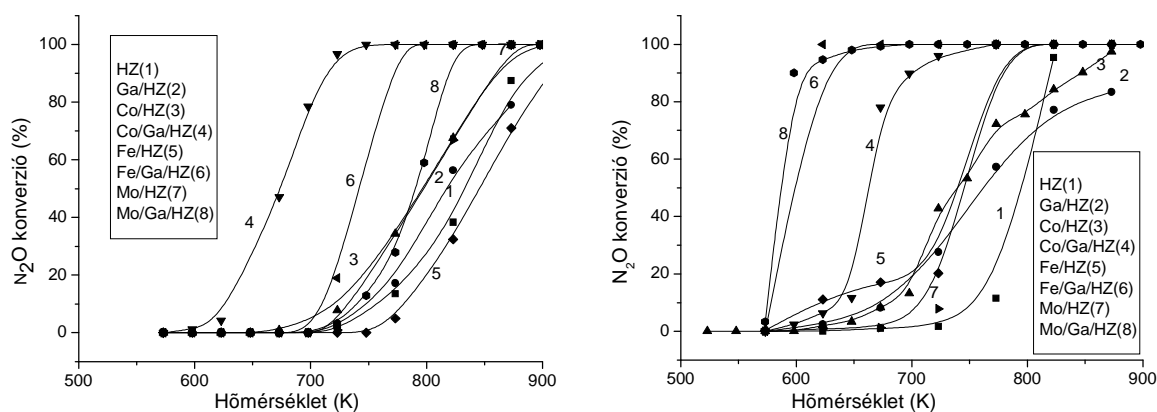 N2O konverzió (%)
100
80
60
40
20
0
HZ(1)
Ga/HZ(2)
Co/HZ(3)
Co/Ga/HZ(4)
Fe/HZ(5)
Fe/Ga/HZ(6)
Mo/HZ(7)
Mo/Ga/HZ(8)
7
8
6
4
2
1
3
5
500 600 700 800 900
Hõmérséklet (K)
N2O konverzió (%)
100
80
60
40
20
0
6
8
4
3
2
1
5
7
HZ(1)
Ga/HZ(2)
Co/HZ(3)
Co/Ga/HZ(4)
Fe/HZ(5)
Fe/Ga/HZ(6)
Mo/HZ(7)
Mo/Ga/HZ(8)
500 600 700 800 900
Hõmérséklet (K)